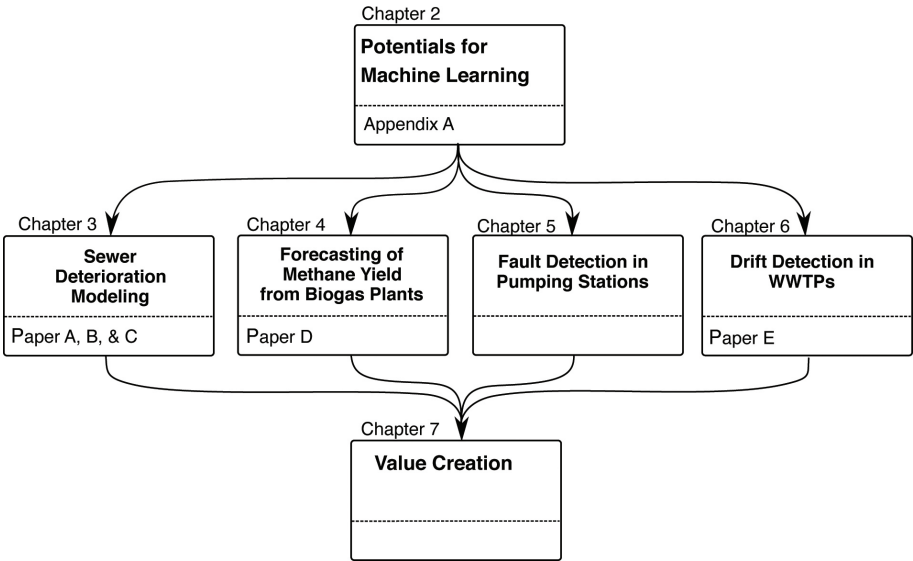 Chapter 2
Potentials for
Machine Learning
Appendix A
Chapter 3
Sewer
Deterioration
Modeling
Paper A, B, & C
Chapter 4
Forecasting of
Methane Yield
from Biogas Plants
Paper D
Chapter 5
Fault Detection in
Pumping Stations
Chapter 6
Drift Detection in
WWTPs
Paper E
Chapter 7
Value Creation